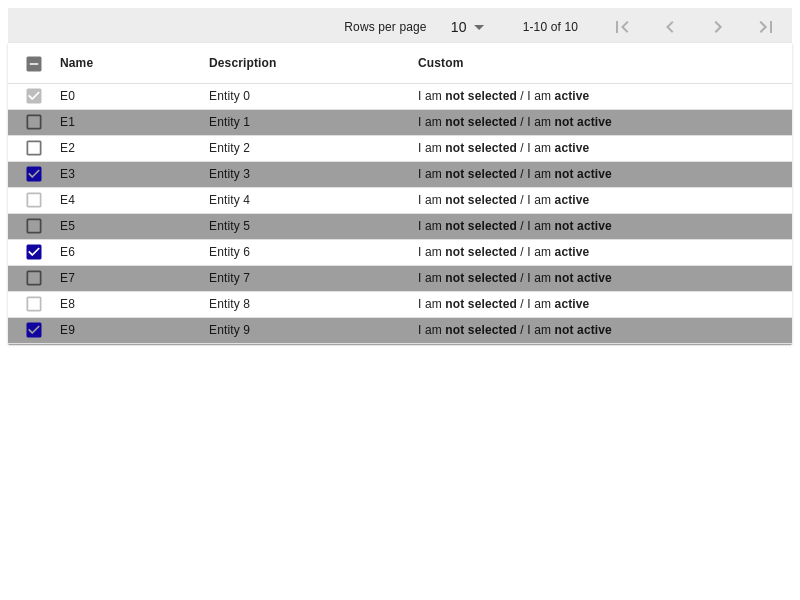 Rows per page 10 1-10 of 10
Name Description Custom
E0 Entity 0 I am not selected / I am active
E1 Entity 1 I am not selected / I am not active
E2 Entity 2 I am not selected / I am active
E3 Entity 3 I am not selected / I am not active
E4 Entity 4 I am not selected / I am active
E5 Entity 5 I am not selected / I am not active
E6 Entity 6 I am not selected / I am active
E7 Entity 7 I am not selected / I am not active
E8 Entity 8 I am not selected / I am active
E9 Entity 9 I am not selected / I am not active